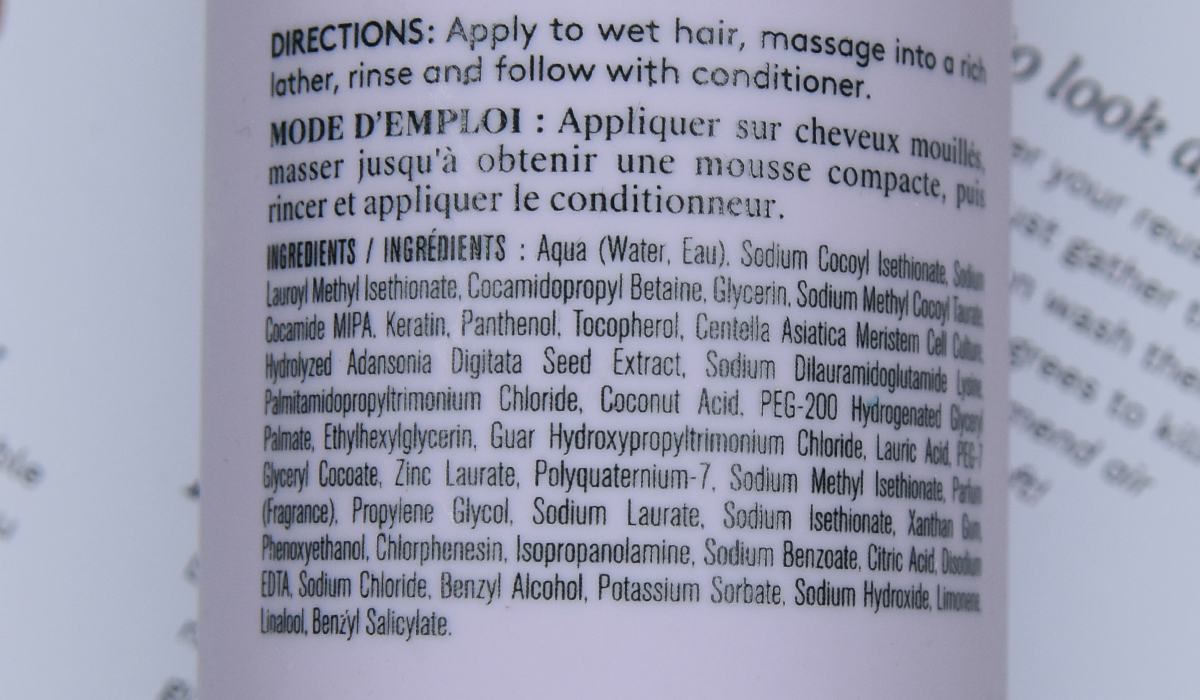 DIRECTIONS: Apply to wet hair, massage into a rich
lather, rinse and follow with conditioner.
MODE D'EMPLOI : Appliquer sur cheveux mouillés,
masser jusqu'à obtenir une mousse compacte, puis
rincer et appliquer le conditionneur.
INGREDIENTS / INGRÉDIENTS : Aqua (Water, Eau), Sodium Cocoyl Isethionate, Sodium
Lauroyl Methyl Isethionate, Cocamidopropyl Betaine, Glycerin, Sodium Methyl Cocoyl Taurate,
Cocamide MIPA, Keratin, Panthenol, Tocopherol, Centella Asiatica Meristem Cell Culture,
Hydrolyzed Adansonia Digitata Seed Extract, Sodium Dilauramidoglutamide Lysine,
Palmitamidopropyltrimonium Chloride, Coconut Acid, PEG-200 Hydrogenated Glyceryl
Palmate, Ethylhexylglycerin, Guar Hydroxypropyltrimonium Chloride, Lauric Acid, PEG-7
Glyceryl Cocoate, Zinc Laurate, Polyquaternium-7, Sodium Methyl Isethionate, Parfum
(Fragrance), Propylene Glycol, Sodium Laurate, Sodium Isethionate, Xanthan Gum,
Phenoxyethanol, Chlorphenesin, Isopropanolamine, Sodium Benzoate, Citric Acid, Disodium
EDTA, Sodium Chloride, Benzyl Alcohol, Potassium Sorbate, Sodium Hydroxide, Limonene,
Linalool, Benzyl Salicylate.
look
your
gather
wash
to
air